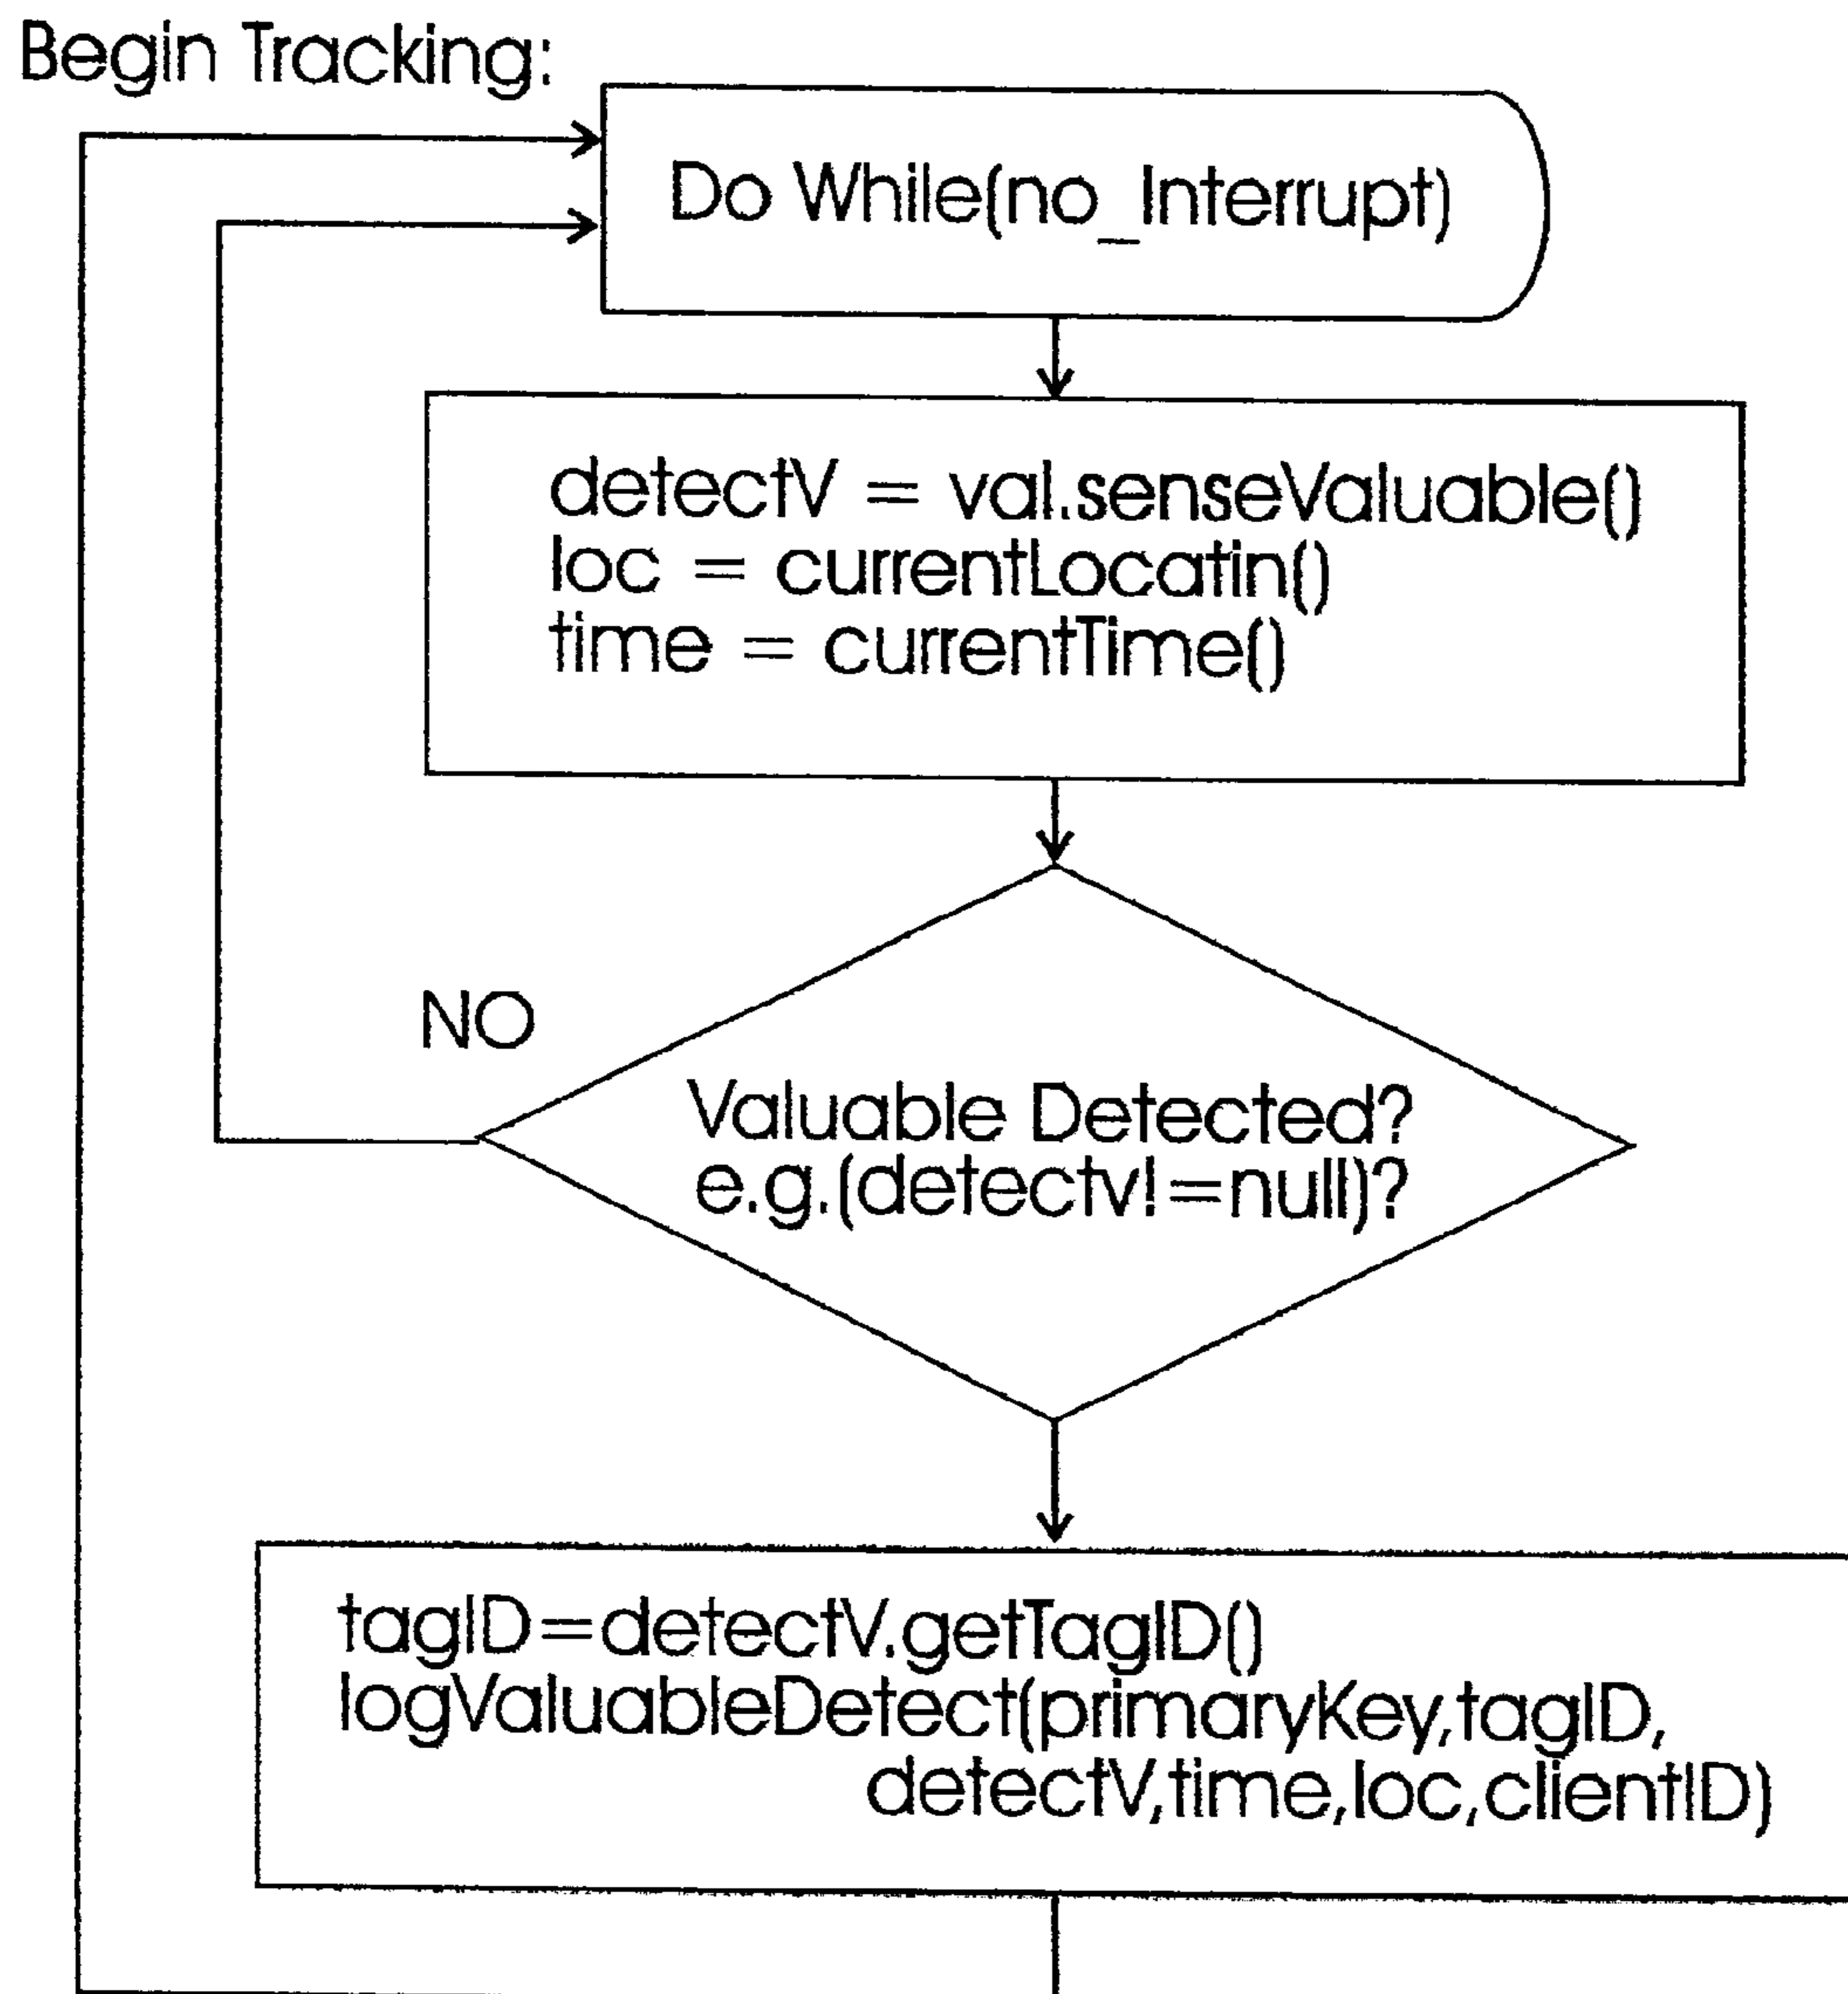 Begin Tracking:
Do While(no_Interrupt)
detectV = val.senseValuable()
loc = currentLocatin()
time = currentTime()
NO
Valuable Detected?
e.g.(detectv!=null)?
tagID=detectV.getTagID()
logValuableDetect(primaryKey,tagID,
detectV,time,loc,clientID)